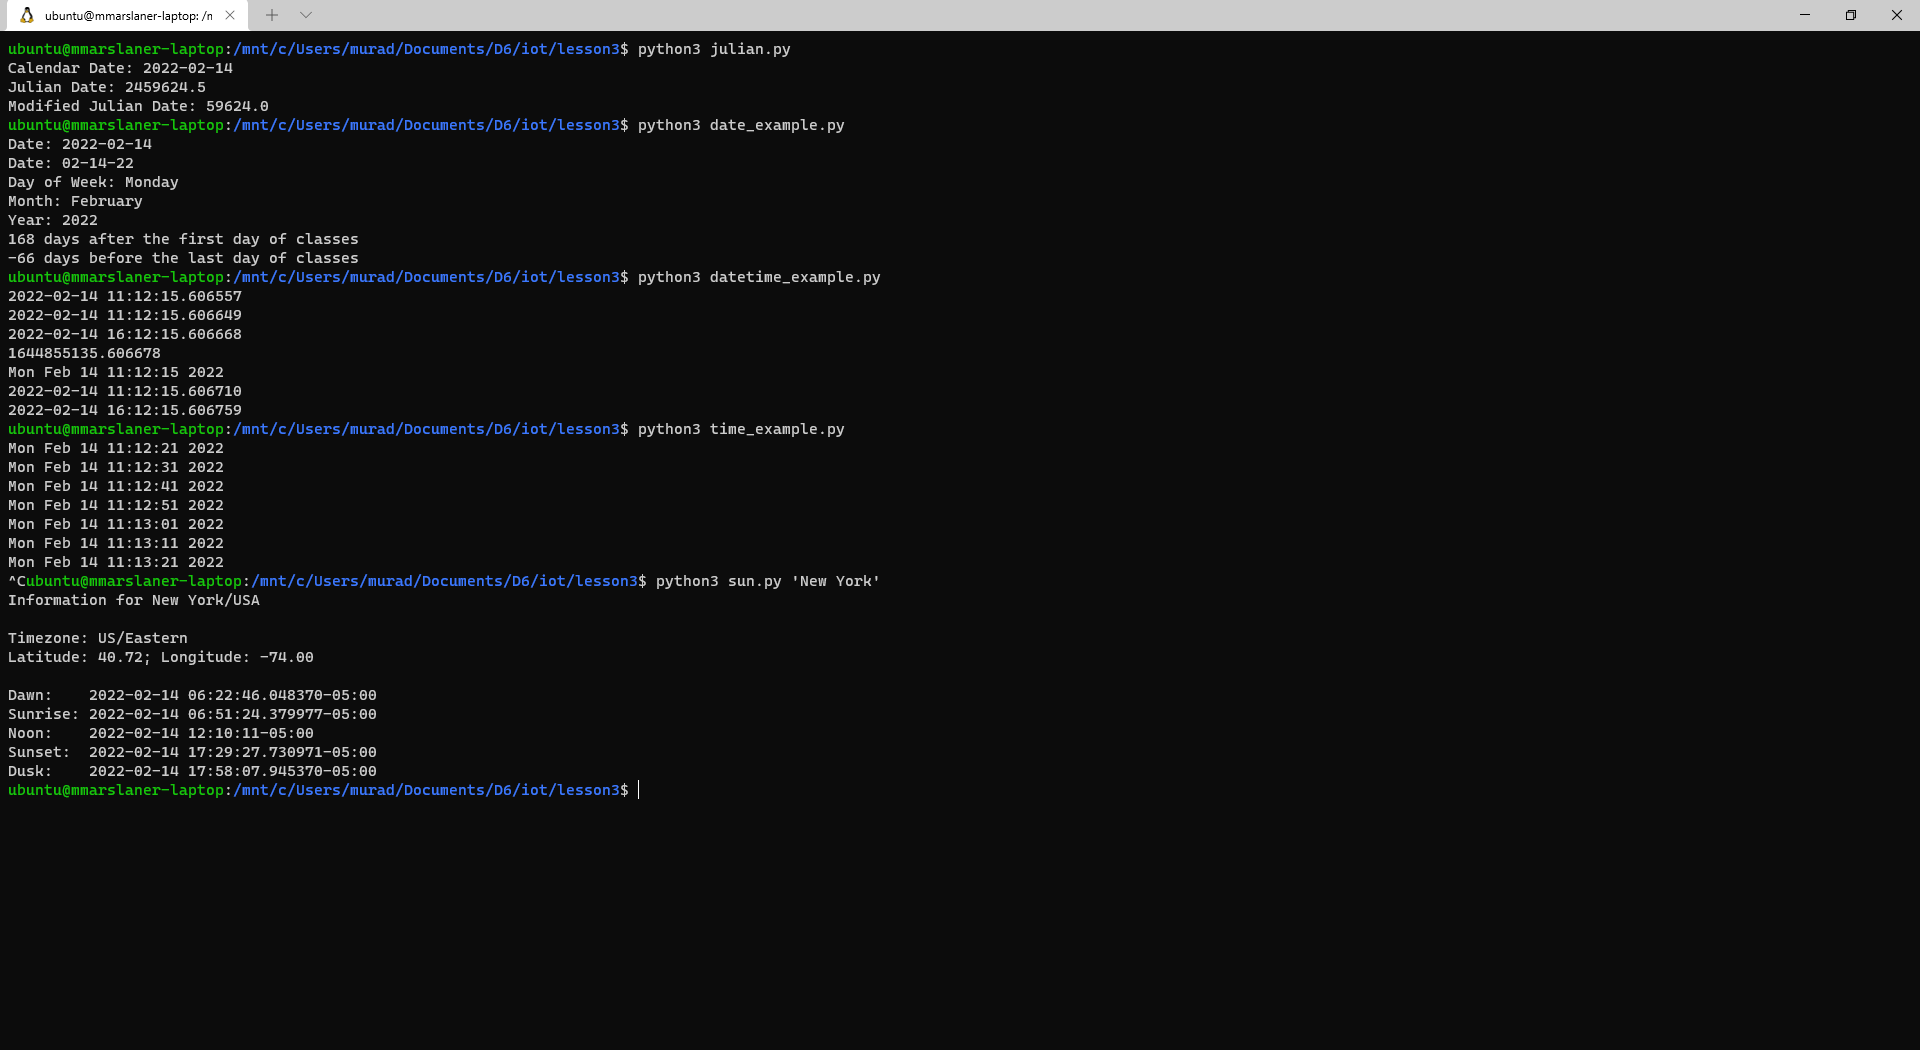 ubuntu@mmarslaner-laptop: /n
ubuntu@mmarslaner-laptop:/mnt/c/Users/murad/Documents/D6/iot/lesson3$ python3 julian.py
Calendar Date: 2022-02-14
Julian Date: 2459624.5
Modified Julian Date: 59624.0
ubuntu@mmarslaner-laptop:/mnt/c/Users/murad/Documents/D6/iot/lesson3$ python3 date_example.py
Date: 2022-02-14
Date: 02-14-22
Day of Week: Monday
Month: February
Year: 2022
168 days after the first day of classes
-66 days before the last day of classes
ubuntu@mmarslaner-laptop:/mnt/c/Users/murad/Documents/D6/iot/lesson3$ python3 datetime_example.py
2022-02-14 11:12:15.606557
2022-02-14 11:12:15.606649
2022-02-14 16:12:15.606668
1644855135.606678
Mon Feb 14 11:12:15 2022
2022-02-14 11:12:15.606710
2022-02-14 16:12:15.606759
ubuntu@mmarslaner-laptop:/mnt/c/Users/murad/Documents/D6/iot/lesson3$ python3 time_example.py
Mon Feb 14 11:12:21 2022
Mon Feb 14 11:12:31 2022
Mon Feb 14 11:12:41 2022
Mon Feb 14 11:12:51 2022
Mon Feb 14 11:13:01 2022
Mon Feb 14 11:13:11 2022
Mon Feb 14 11:13:21 2022
^Cubuntu@mmarslaner-laptop:/mnt/c/Users/murad/Documents/D6/iot/lesson3$ python3 sun.py 'New York'
Information for New York/USA

Timezone: US/Eastern
Latitude: 40.72; Longitude: -74.00

Dawn:    2022-02-14 06:22:46.048370-05:00
Sunrise: 2022-02-14 06:51:24.379977-05:00
Noon:    2022-02-14 12:10:11-05:00
Sunset:  2022-02-14 17:29:27.730971-05:00
Dusk:    2022-02-14 17:58:07.945370-05:00
ubuntu@mmarslaner-laptop:/mnt/c/Users/murad/Documents/D6/iot/lesson3$